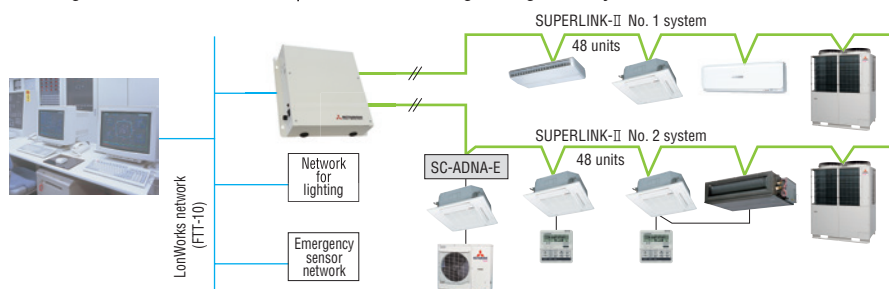 SUPERLINK-Ⅱ No. 1 system
48 units
SUPERLINK-Ⅱ No. 2 system
48 units
SC-ADNA-E
LonWorks network
(FTT-10)
Network
for
lighting
Emergency
sensor
network